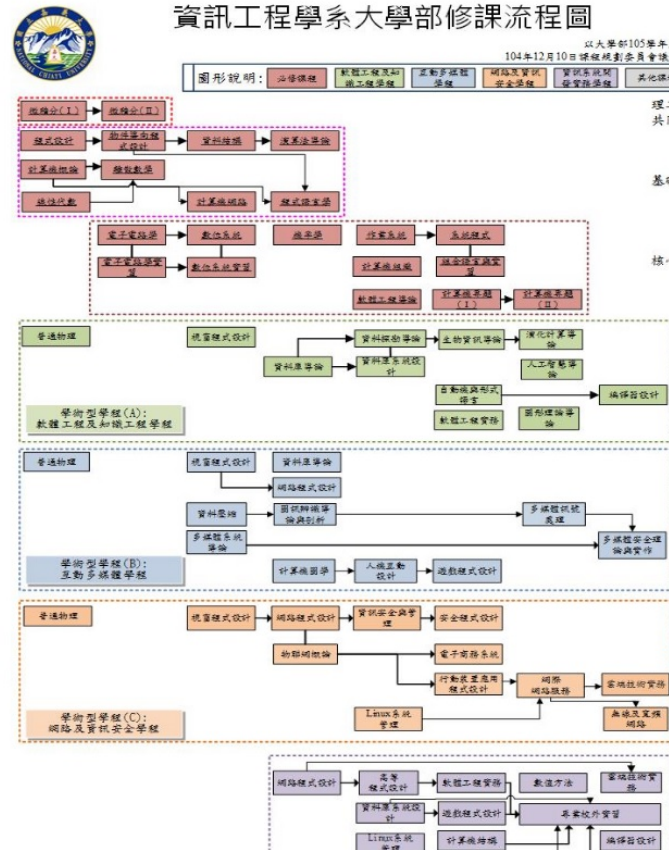 資訊工程學系大學部修課流程圖
以大學部105學年
104年12月10日課程規劃委員會議
圖形說明:
必修課程
軟體工程及知
識工程學程
互動多媒體
學程
網路及資訊
安全學程
資訊系統開
發實務學程
其他課
微積分(I)
微積分(II)
程式設計
物件導向程
式設計
資料結構
演算法導論
計算機概論
離散數學
線性代數
計算機網路
程式語言學
電子電路學
數位系統
機率學
作業系統
系統程式
電子電路學實
習
數位系統實習
計算機組織
組合語言與實
習
軟體工程導論
計算機專題
(I)
計算機專題
(II)
普通物理
視窗程式設計
資料探勘導論
生物資訊導論
演化計算導
論
資料庫導論
資料庫系統設
計
人工智慧導
論
自動機與形式
語言
編譯器設計
軟體工程實務
圖形理論導
論
學術型學程(A):
軟體工程及知識工程學程
普通物理
視窗程式設計
資料庫導論
網路程式設計
資料壓縮
圖訊辨識導
論與剖析
多媒體訊號
處理
多媒體系統
導論
多媒體安全理
論與實作
計算機圖學
人機互動
設計
遊戲程式設計
學術型學程(B):
互動多媒體學程
普通物理
視窗程式設計
網路程式設計
資訊安全與管
理
安全程式設計
物聯網概論
電子商務系統
行動裝置應用
程式設計
網際
網路服務
雲端技術實務
Linux系統
管理
無線及寬頻
網路
學術型學程(C):
網路及資訊安全學程
網路程式設計
高等
程式設計
軟體工程實務
數值方法
雲端技術實
務
資料庫系統設
計
遊戲程式設計
專業校外實習
Linux系統
管理
計算機結構
編譯器設計